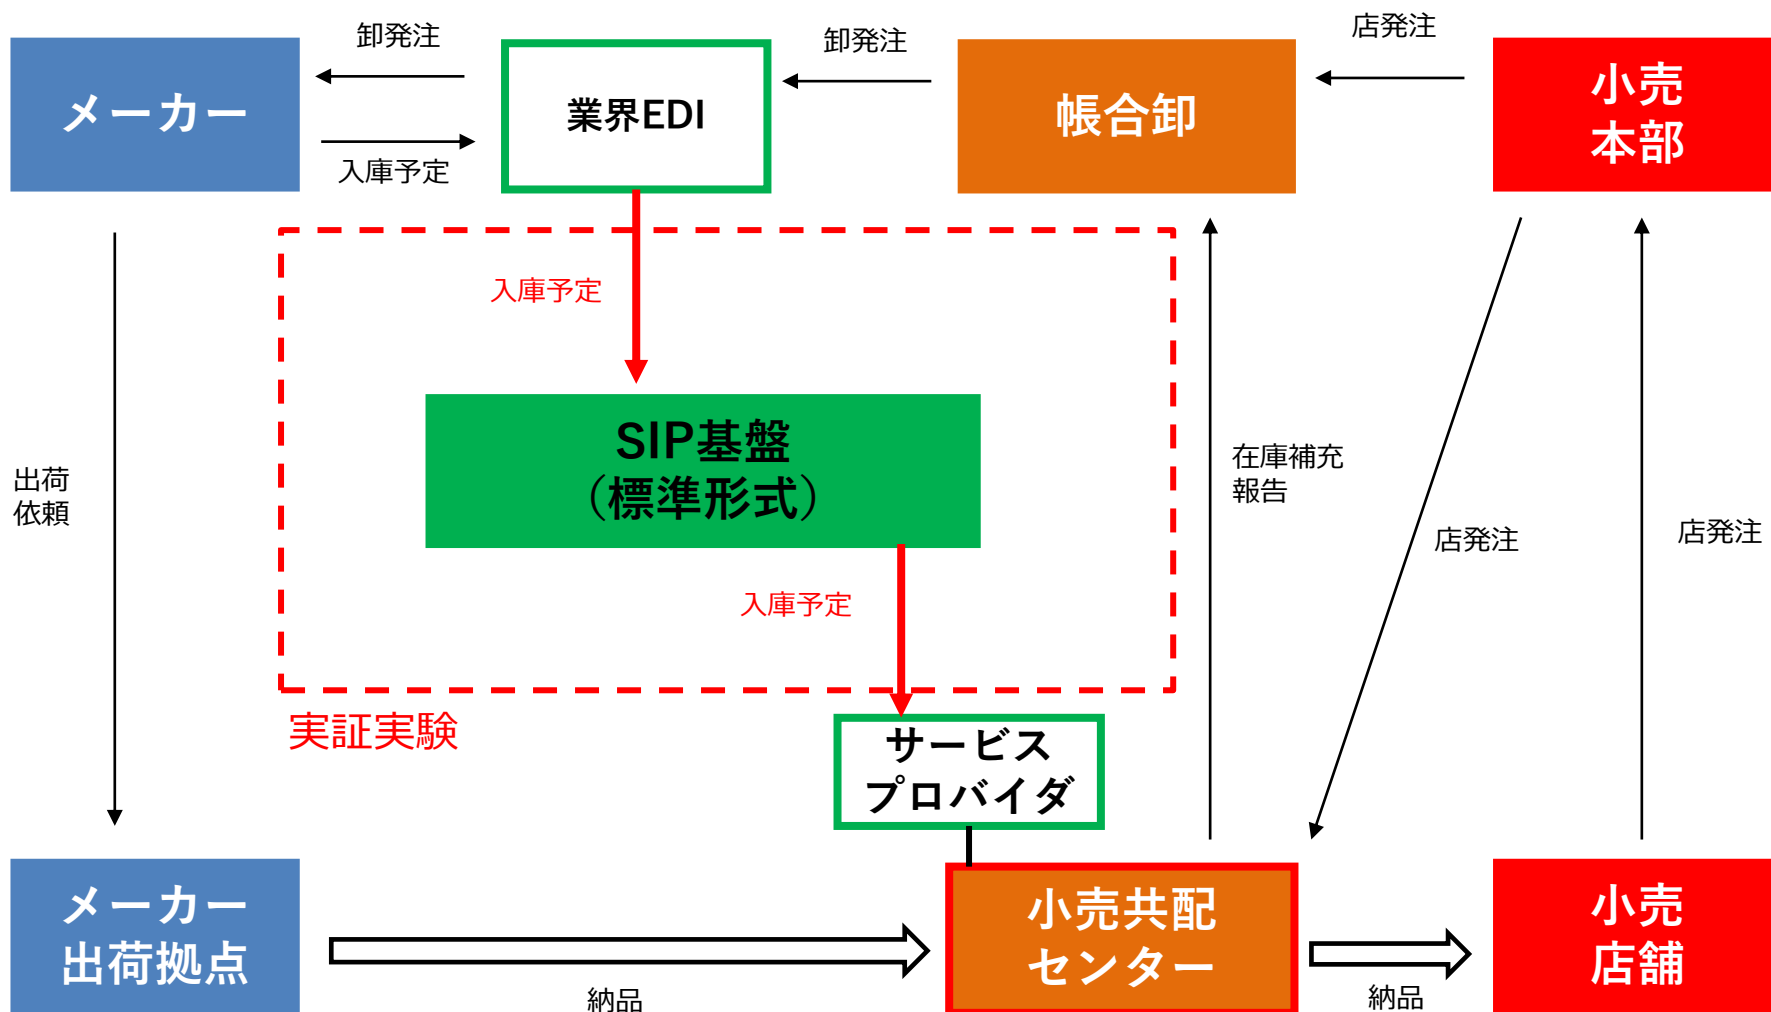 卸発注
卸発注
店発注
メーカー
業界EDI
帳合卸
小売
本部
入庫予定
入庫予定
SIP基盤
（標準形式）
出荷
依頼
在庫補充
報告
店発注
店発注
入庫予定
実証実験
サービス
プロバイダ
メーカー
出荷拠点
小売共配
センター
小売
店舗
納品
納品